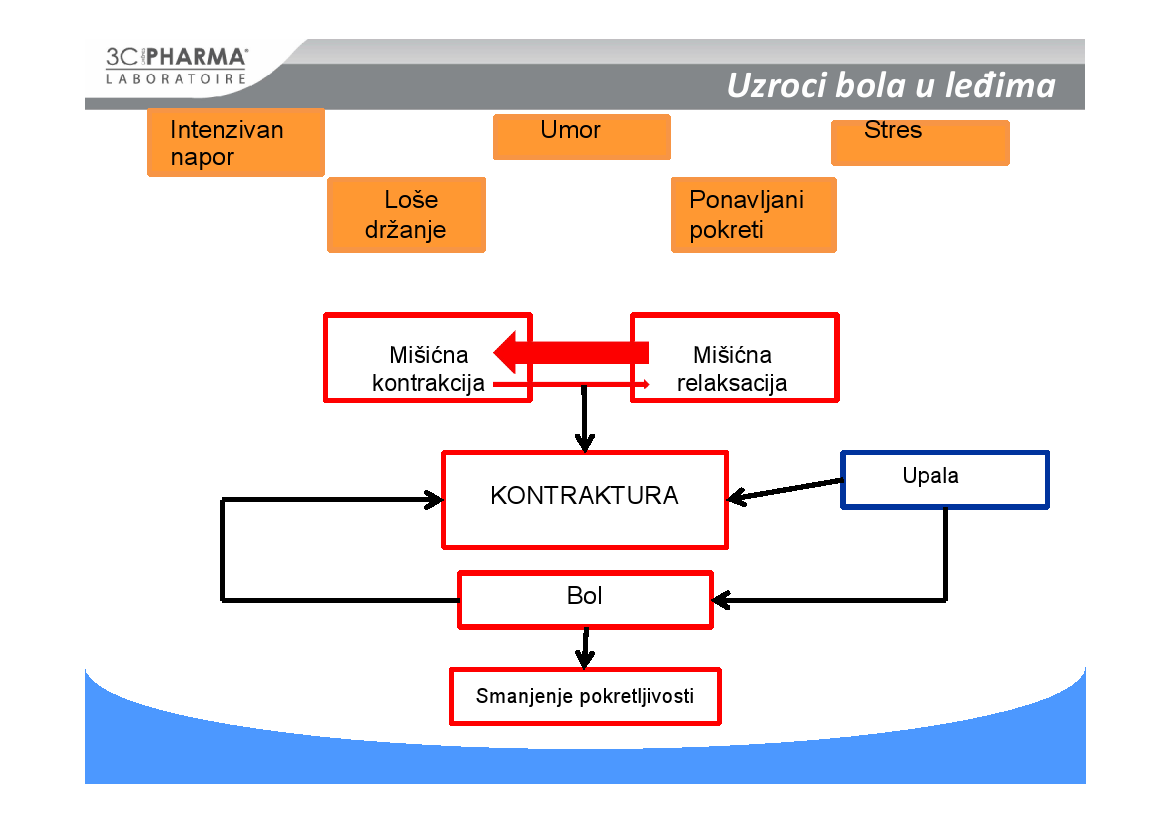 3C PHARMA®
LABORATOIRE
Uzroci bola u leđima
Intenzivan
napor
Umor
Stres
Loše
držanje
Ponavljani
pokreti
Mišićna
kontrakcija
Mišićna
relaksacija
KONTRAKTURA
Upala
Bol
Smanjenje pokretljivosti